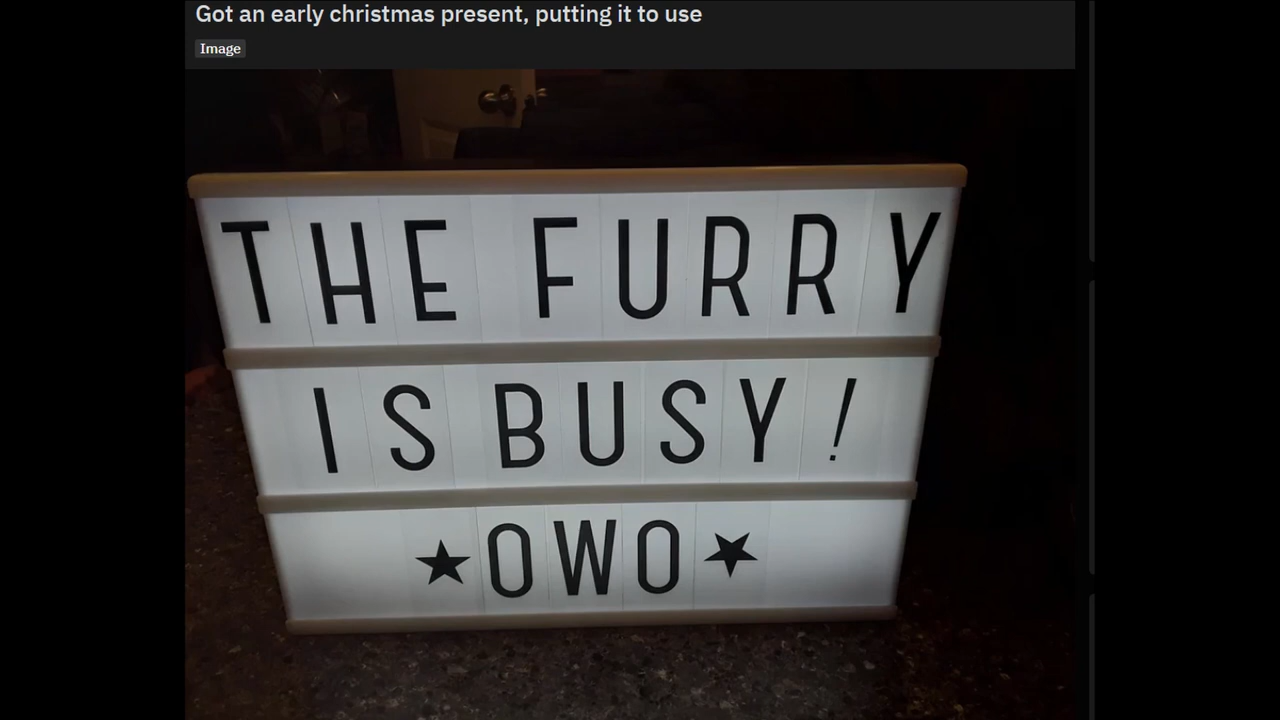 Got an early christmas present, putting it to use
Image
THE FURRY
IS BUSY!
★OWO★